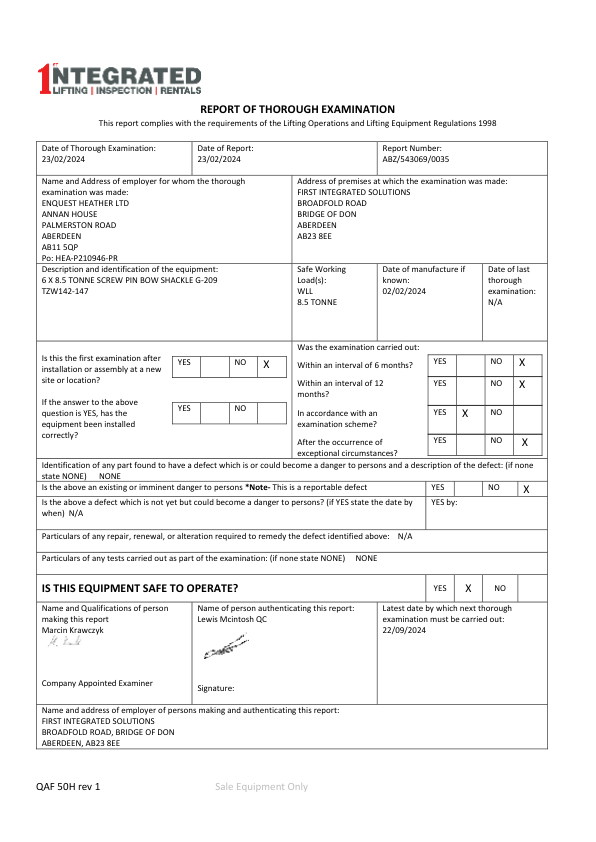 1NTEGRATED
LIFTING | INSPECTION | RENTALS
REPORT OF THOROUGH EXAMINATION
This report complies with the requirements of the Lifting Operations and Lifting Equipment Regulations 1998
Date of Thorough Examination:
23/02/2024
Date of Report:
23/02/2024
Report Number:
ABZ/543069/0035
Name and Address of employer for whom the thorough
examination was made:
ENQUEST HEATHER LTD
ANNAN HOUSE
PALMERSTON ROAD
ABERDEEN
AB11 5QP
Po: HEA-P210946-PR
Address of premises at which the examination was made:
FIRST INTEGRATED SOLUTIONS
BROADFOLD ROAD
BRIDGE OF DON
ABERDEEN
AB23 8EE
Description and identification of the equipment:
6 X 8.5 TONNE SCREW PIN BOW SHACKLE G-209
TZW142-147
Safe Working
Load(s):
WLL
8.5 TONNE
Date of manufacture if
known:
02/02/2024
Date of last
thorough
examination:
N/A
Is this the first examination after
installation or assembly at a new
site or location?
YES NO X
If the answer to the above
question is YES, has the
equipment been installed
correctly?
YES NO
Was the examination carried out:
Within an interval of 6 months?
YES NO X
Within an interval of 12
months?
YES NO X
In accordance with an
examination scheme?
YES X NO
After the occurrence of
exceptional circumstances?
YES NO X
Identification of any part found to have a defect which is or could become a danger to persons and a description of the defect: (if none
state NONE) NONE
Is the above an existing or imminent danger to persons *Note- This is a reportable defect
YES NO X
Is the above a defect which is not yet but could become a danger to persons? (if YES state the date by
when) N/A
YES by:
Particulars of any repair, renewal, or alteration required to remedy the defect identified above: N/A
Particulars of any tests carried out as part of the examination: (if none state NONE) NONE
IS THIS EQUIPMENT SAFE TO OPERATE?
YES X NO
Name and Qualifications of person
making this report
Marcin Krawczyk
Company Appointed Examiner
Name of person authenticating this report:
Lewis Mcintosh QC
Signature:
Latest date by which next thorough
examination must be carried out:
22/09/2024
Name and address of employer of persons making and authenticating this report:
FIRST INTEGRATED SOLUTIONS
BROADFOLD ROAD, BRIDGE OF DON
ABERDEEN, AB23 8EE
QAF 50H rev 1
Sale Equipment Only